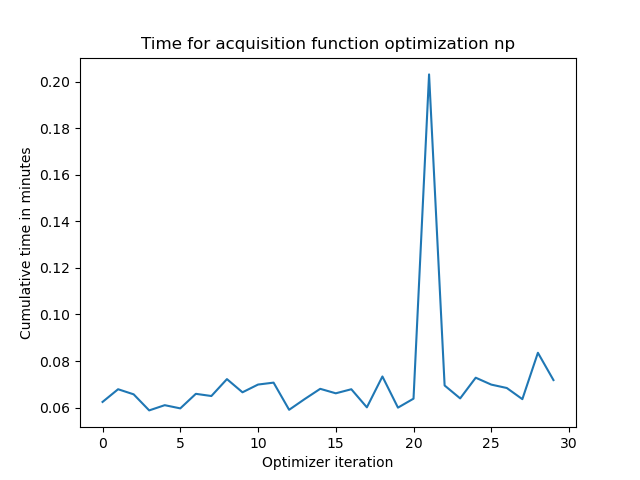 Time for acquisition function optimization np
0.20
0.18
0.16
0.14
0.12
0.10
0.08
0.06
Cumulative time in minutes
0 5 10 15 20 25 30
Optimizer iteration